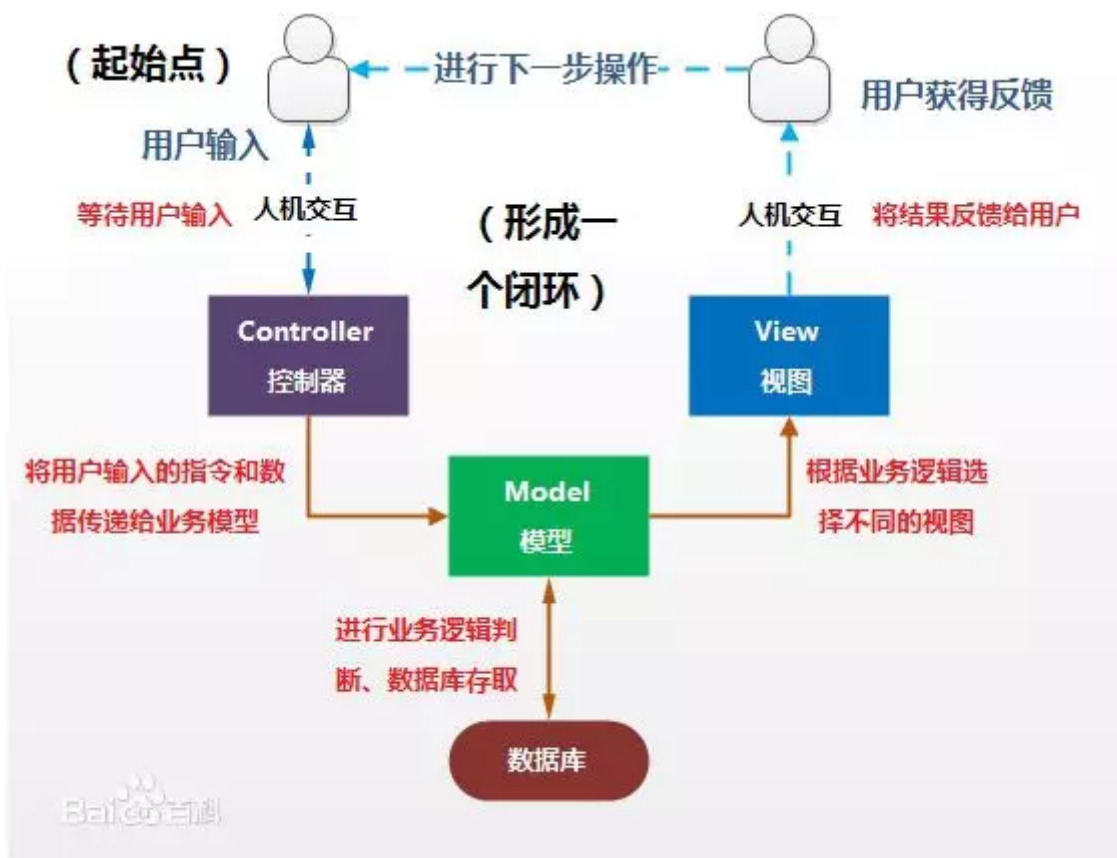 （起始点）
进行下一步操作
用户获得反馈
用户输入
等待用户输入
人机交互
（形成一
个闭环）
人机交互
将结果反馈给用户
Controller
控制器
View
视图
将用户输入的指令和数
据传递给业务模型
Model
模型
根据业务逻辑选
择不同的视图
进行业务逻辑判
断、数据库存取
数据库
Bai百科